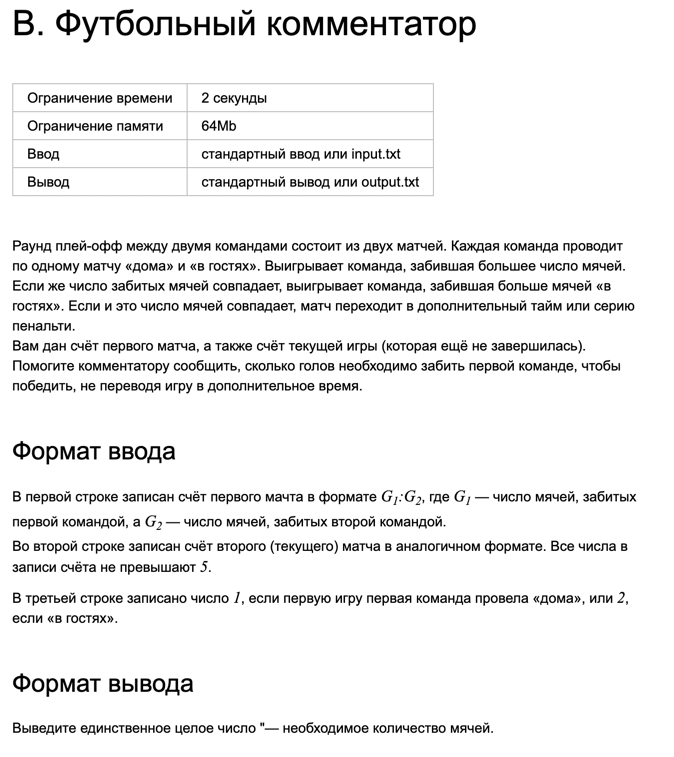 B. Футбольный комментатор
Ограничение времени 2 секунды
Ограничение памяти 64Mb
Ввод стандартный ввод или input.txt
Вывод стандартный вывод или output.txt
Раунд плей-офф между двумя командами состоит из двух матчей. Каждая команда проводит
по одному матчу «дома» и «в гостях». Выигрывает команда, забившая большее число мячей.
Если же число забитых мячей совпадает, выигрывает команда, забившая больше мячей «в
гостях». Если и это число мячей совпадает, матч переходит в дополнительный тайм или серию
пенальти.
Вам дан счёт первого матча, а также счёт текущей игры (которая ещё не завершилась).
Помогите комментатору сообщить, сколько голов необходимо забить первой команде, чтобы
победить, не переводя игру в дополнительное время.
Формат ввода
В первой строке записан счёт первого мачта в формате G1:G2, где G1 — число мячей, забитых
первой командой, а G2 — число мячей, забитых второй командой.
Во второй строке записан счёт второго (текущего) матча в аналогичном формате. Все числа в
записи счёта не превышают 5.
В третьей строке записано число 1, если первую игру первая команда провела «дома», или 2,
если «в гостях».
Формат вывода
Выведите единственное целое число "— необходимое количество мячей.